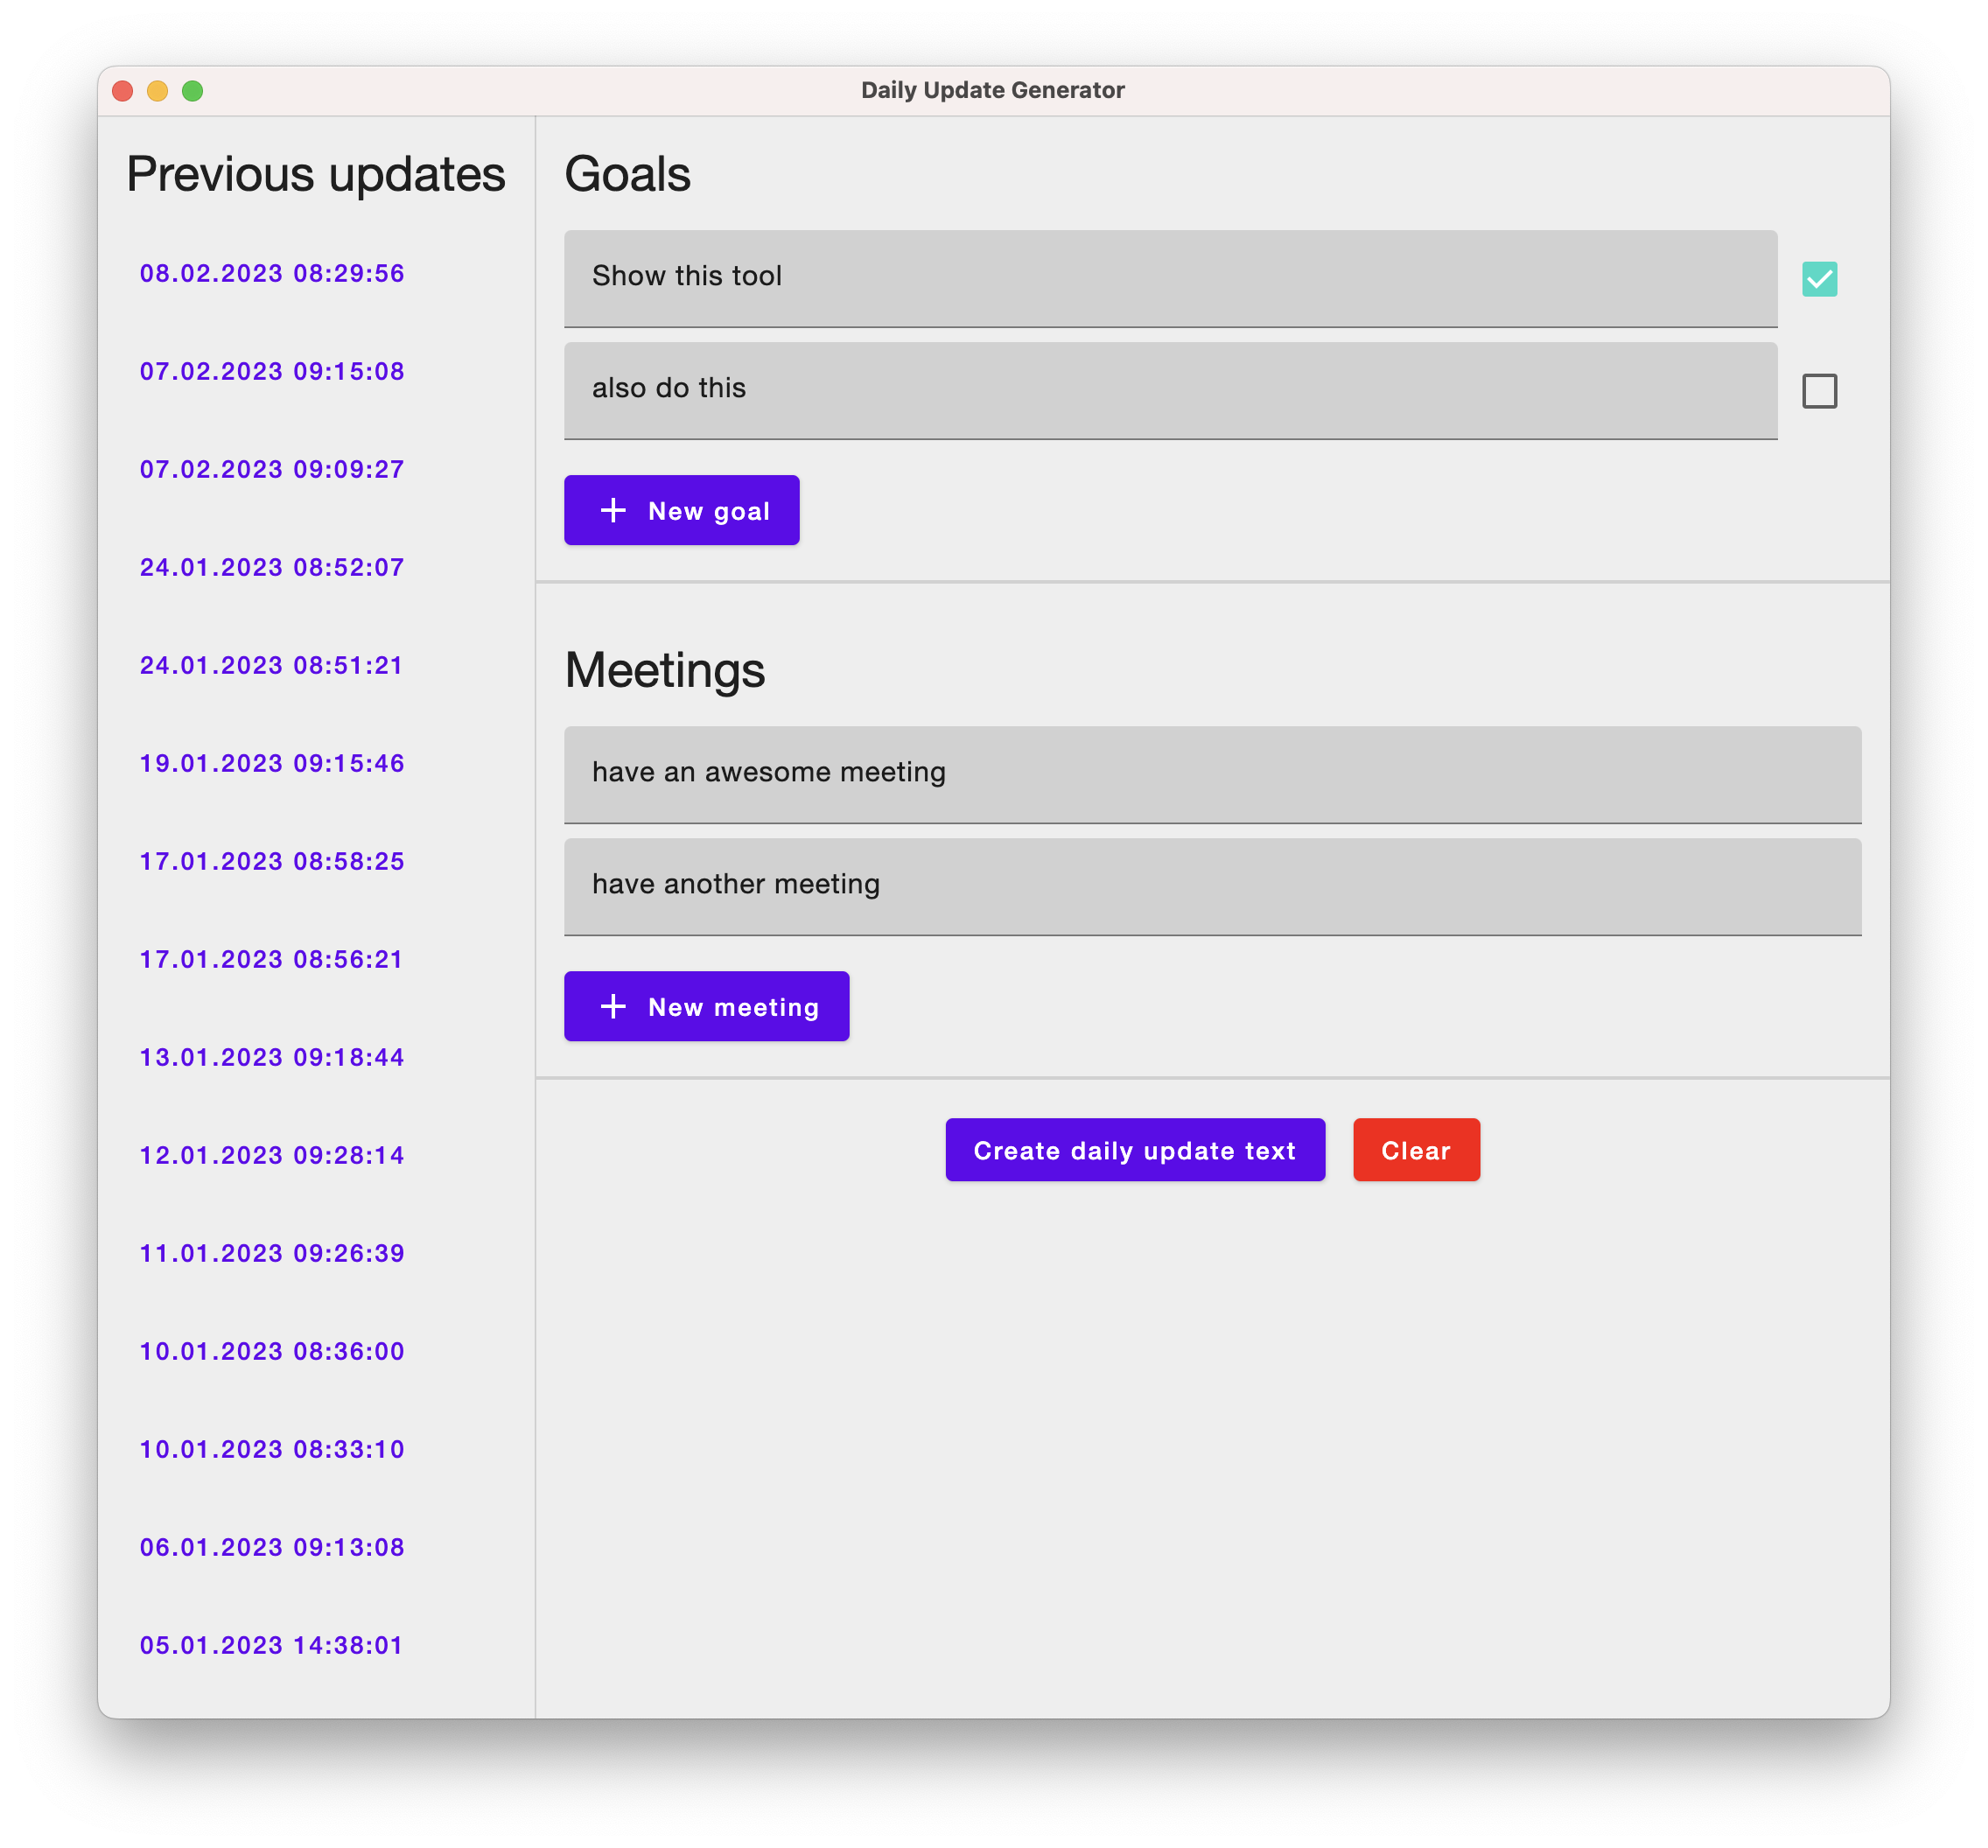 Daily Update Generator
Previous updates
08.02.2023 08:29:56
07.02.2023 09:15:08
07.02.2023 09:09:27
24.01.2023 08:52:07
24.01.2023 08:51:21
19.01.2023 09:15:46
17.01.2023 08:58:25
17.01.2023 08:56:21
13.01.2023 09:18:44
12.01.2023 09:28:14
11.01.2023 09:26:39
10.01.2023 08:36:00
10.01.2023 08:33:10
06.01.2023 09:13:08
05.01.2023 14:38:01
Goals
Show this tool
also do this
New goal
Meetings
have an awesome meeting
have another meeting
New meeting
Create daily update text
Clear